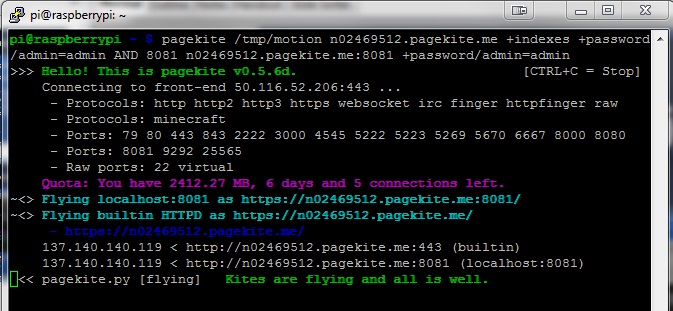 pi@raspberrypi: ~
pi@raspberrypi ~ $ pagekite /tmp/motion n02469512.pagekite.me +indexes +password
/admin=admin AND 8081 n02469512.pagekite.me:8081 +password/admin=admin
>>> Hello! This is pagekite v0.5.6d. [CTRL+C = Stop]
Connecting to front-end 50.116.52.206:443 ...
- Protocols: http http2 http3 https websocket irc finger httpfinger raw
- Protocols: minecraft
- Ports: 79 80 443 843 2222 3000 4545 5222 5223 5269 5670 6667 8000 8080
- Ports: 8081 9292 25565
- Raw ports: 22 virtual
Quota: You have 2412.27 MB, 6 days and 5 connections left.
~<> Flying localhost:8081 as https://n02469512.pagekite.me:8081/
~<> Flying builtin HTTPD as https://n02469512.pagekite.me/
- https://n02469512.pagekite.me/
137.140.140.119 < http://n02469512.pagekite.me:443 (builtin)
137.140.140.119 < http://n02469512.pagekite.me:8081 (localhost:8081)
<< pagekite.py [flying] Kites are flying and all is well.